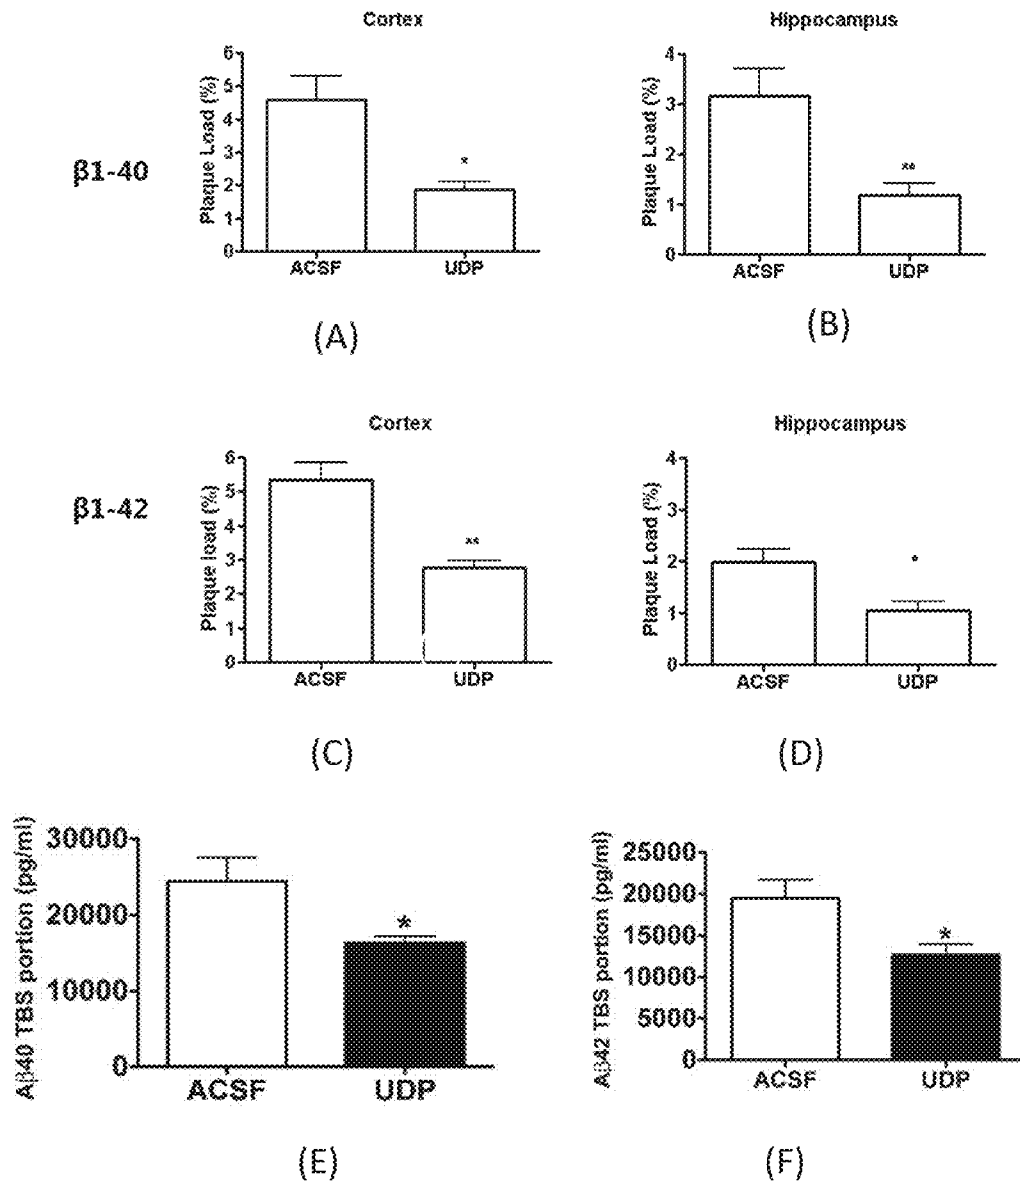 Cortex
Plaque Load (%)
6
5
4
3
2
1
0
*
ACSF UDP
(A)
Hippocampus
Plaque Load (%)
4
3
2
1
0
**
ACSF UDP
(B)
β1-40
Cortex
Plaque load (%)
6
5
4
3
2
1
0
**
ACSF UDP
(C)
Hippocampus
Plaque Load (%)
4
3
2
1
0
*
ACSF UDP
(D)
β1-42
Aβ40 TBS portion (pg/ml)
30000
20000
10000
0
*
ACSF UDP
(E)
Aβ42 TBS portion (pg/ml)
25000
20000
15000
10000
5000
0
*
ACSF UDP
(F)